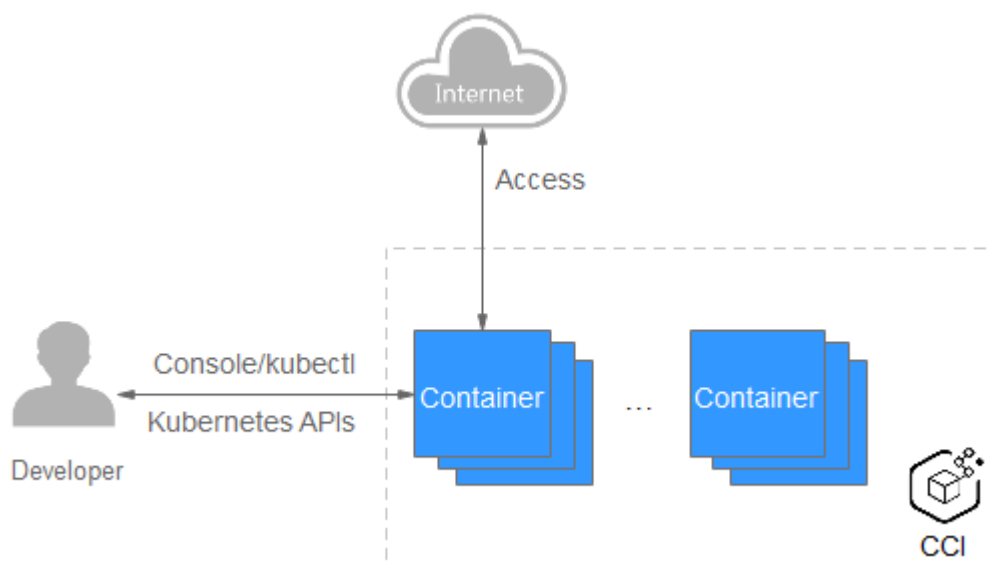 Internet
Access
Console/kubectl
Kubernetes APIs
Developer
Container
...
Container
CCI